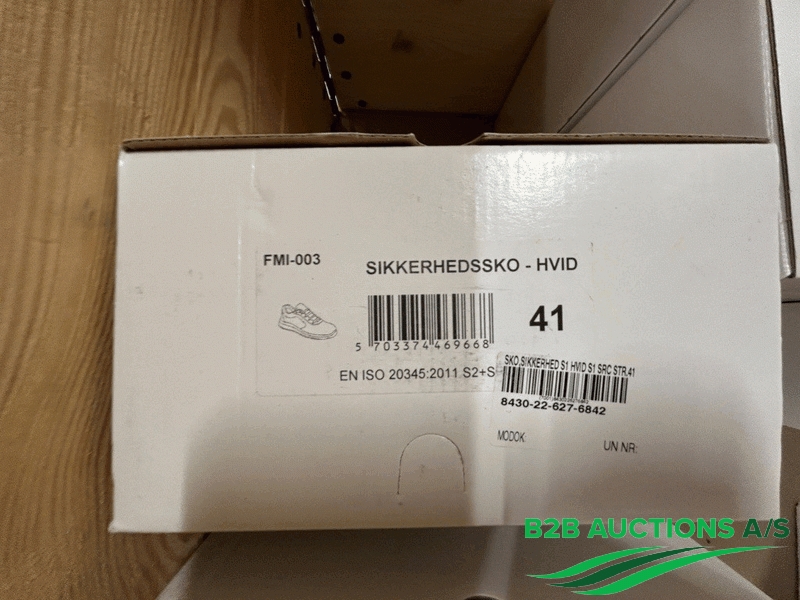 FMI-003
SIKKERHEDSSKO - HVID
41
5 703374 469668
EN ISO 20345:2011 S2+S
SKO,SIKKERHED S1 HVID S1 SRC STR.41
8430-22-627-6842
MODOK:
UN NR:
B2B AUCTIONS A/S